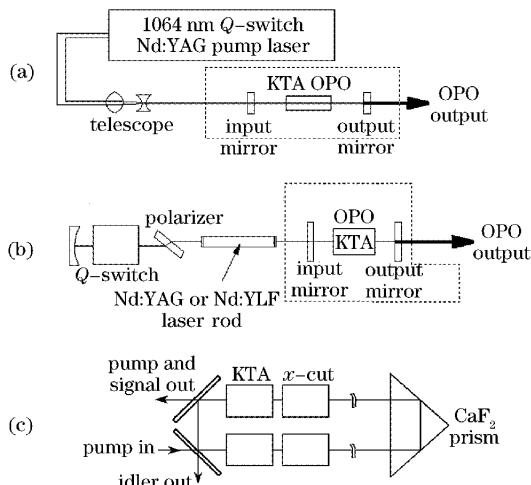 (a)
1064 nm Q-switch
Nd:YAG pump laser
telescope
KTA OPO
input
mirror
output
mirror
OPO
output
(b)
polarizer
Q-switch
Nd:YAG or Nd:YLF
laser rod
OPO
KTA
input
mirror
output
mirror
OPO
output
(c)
pump and
signal out
KTA
x-cut
pump in
idler out
CaF2
prism